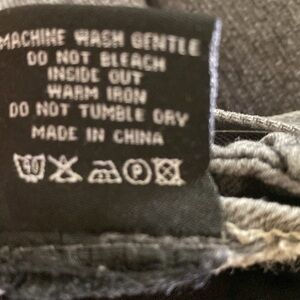 MACHINE WASH GENTLE
DO NOT BLEACH
INSIDE OUT
WARM IRON
DO NOT TUMBLE DRY
MADE IN CHINA
P